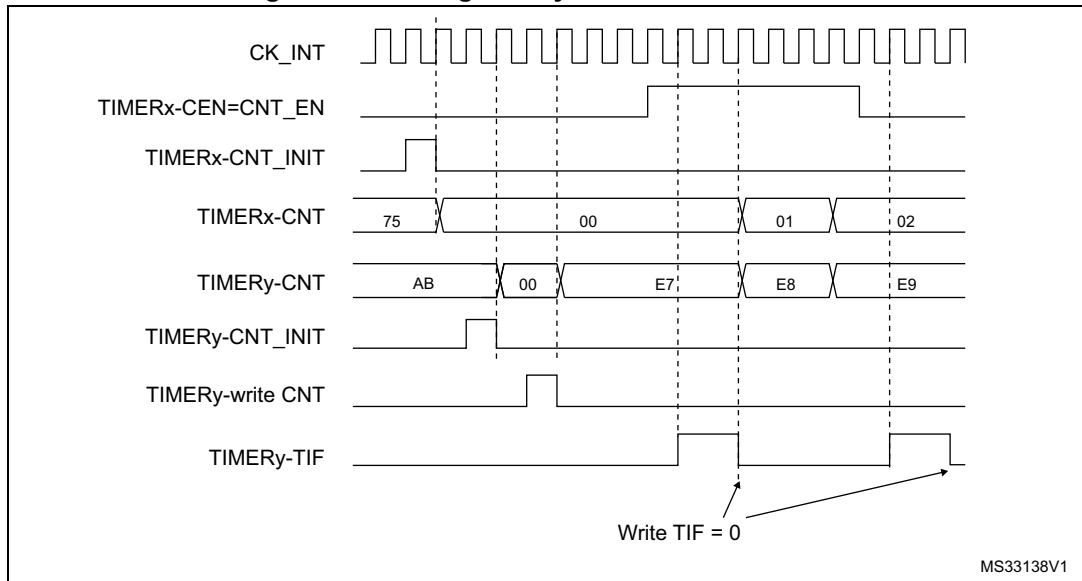 CK_INT
TIMERx-CEN=CNT_EN
TIMERx-CNT_INIT
TIMERx-CNT 75 00 01 02
TIMERy-CNT AB 00 E7 E8 E9
TIMERy-CNT_INIT
TIMERy-write CNT
TIMERy-TIF
Write TIF = 0
MS33138V1